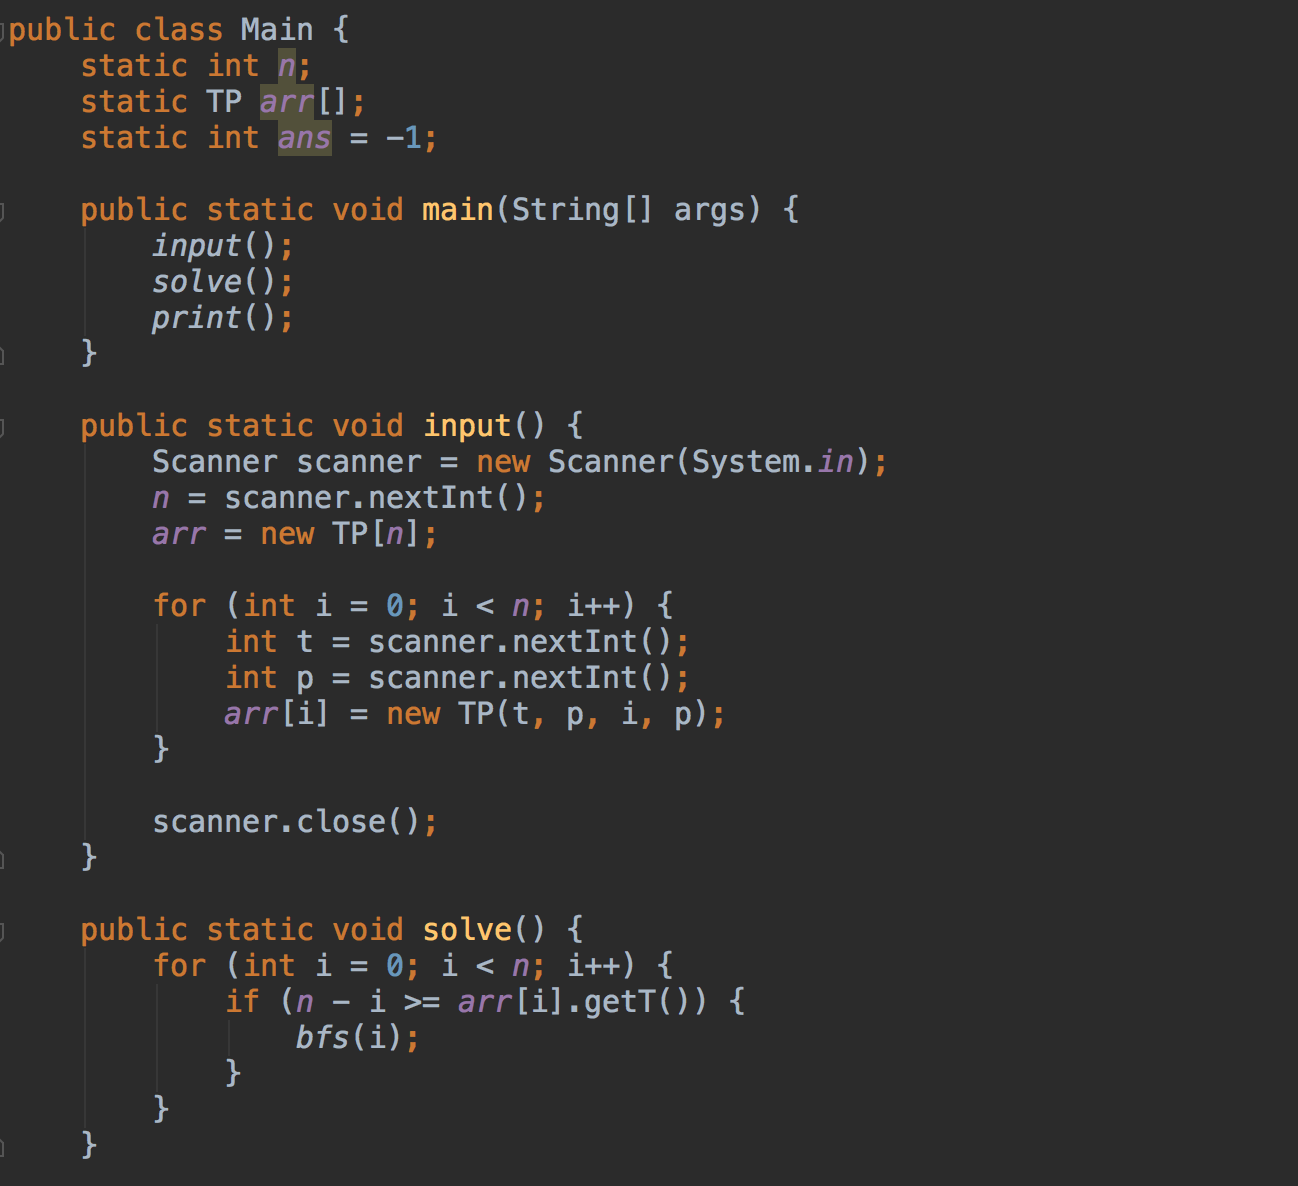 public class Main {
    static int n;
    static TP arr[];
    static int ans = -1;

    public static void main(String[] args) {
        input();
        solve();
        print();
    }

    public static void input() {
        Scanner scanner = new Scanner(System.in);
        n = scanner.nextInt();
        arr = new TP[n];

        for (int i = 0; i < n; i++) {
            int t = scanner.nextInt();
            int p = scanner.nextInt();
            arr[i] = new TP(t, p, i, p);
        }

        scanner.close();
    }

    public static void solve() {
        for (int i = 0; i < n; i++) {
            if (n - i >= arr[i].getT()) {
                bfs(i);
            }
        }
    }